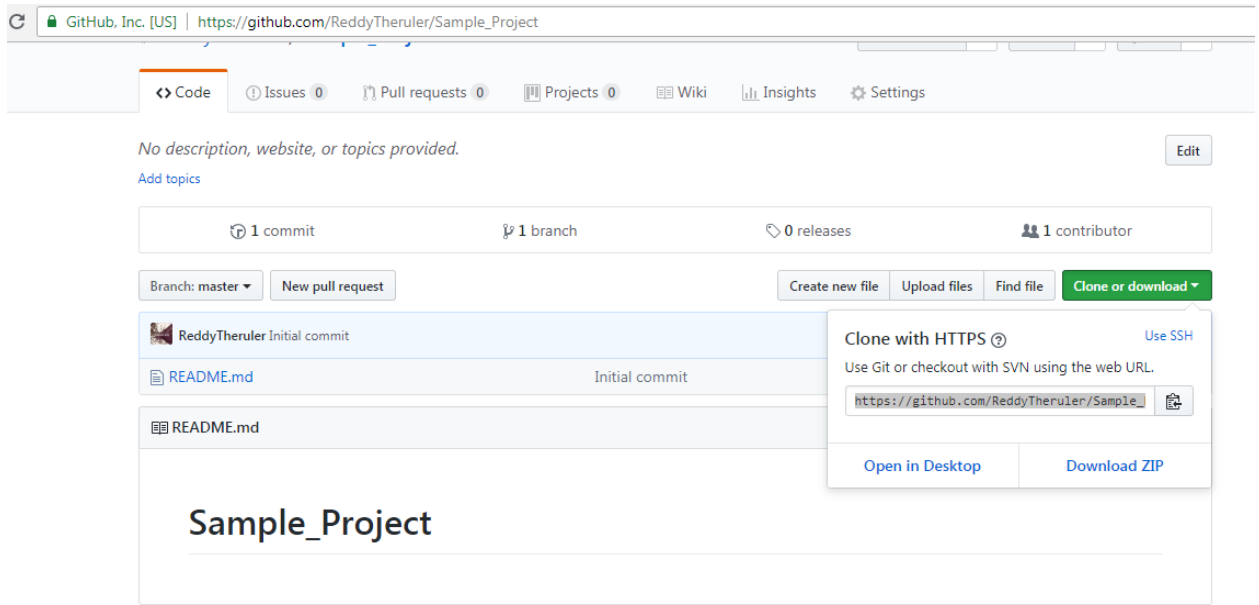 GitHub, Inc. [US] | https://github.com/ReddyTheruler/Sample_Project
Code Issues 0 Pull requests 0 Projects 0 Wiki Insights Settings
No description, website, or topics provided. Edit
Add topics
1 commit 1 branch 0 releases 1 contributor
Branch: master New pull request Create new file Upload files Find file Clone or download
ReddyTheruler Initial commit
README.md Initial commit
Clone with HTTPS Use SSH
Use Git or checkout with SVN using the web URL.
https://github.com/ReddyTheruler/Sample_
Open in Desktop Download ZIP
README.md
Sample_Project